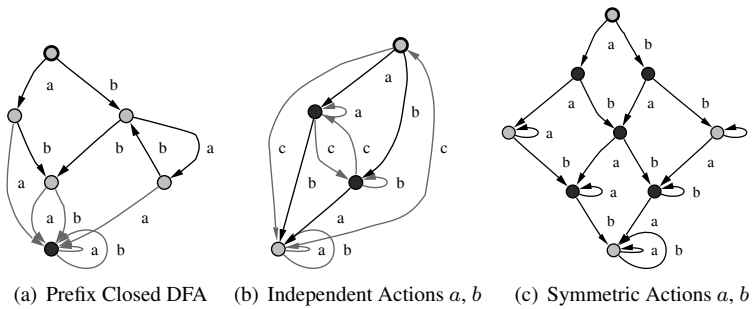 a b
b b b a
a a b a
a b
(a) Prefix Closed DFA
a
a b
c c c c
b b
a
a b
(b) Independent Actions a, b
a b
a b a b
a b
b a b a
a b
b a
a b
(c) Symmetric Actions a, b